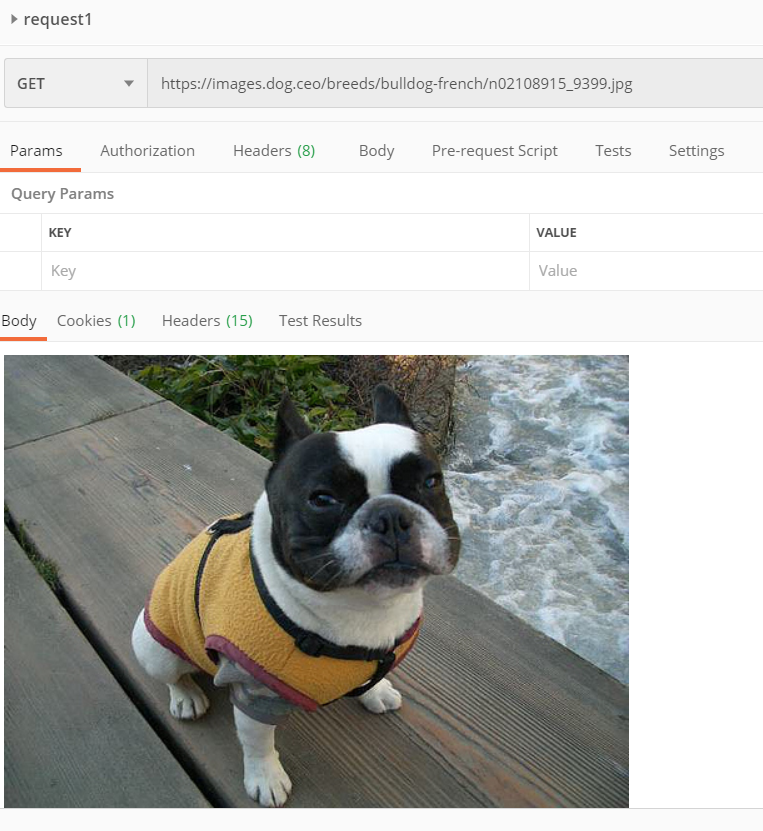 request1
GET https://images.dog.ceo/breeds/bulldog-french/n02108915_9399.jpg
Params Authorization Headers (8) Body Pre-request Script Tests Settings
Query Params
KEY VALUE
Key Value
Body Cookies (1) Headers (15) Test Results